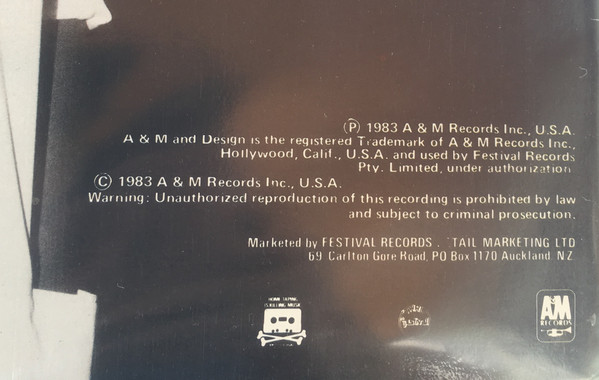 Ⓟ 1983 A & M Records Inc., U.S.A.
A & M and Design is the registered Trademark of A & M Records Inc.,
Hollywood, Calif., U.S.A. and used by Festival Records
Pty. Limited, under authorization.
© 1983 A & M Records Inc., U.S.A.
Warning: Unauthorized reproduction of this recording is prohibited by law
and subject to criminal prosecution.
Marketed by FESTIVAL RECORDS . TAIL MARKETING LTD
69 Carlton Gore Road, PO Box 1170 Auckland NZ
HOME TAPING
IS KILLING MUSIC
Festival
A&M
RECORDS